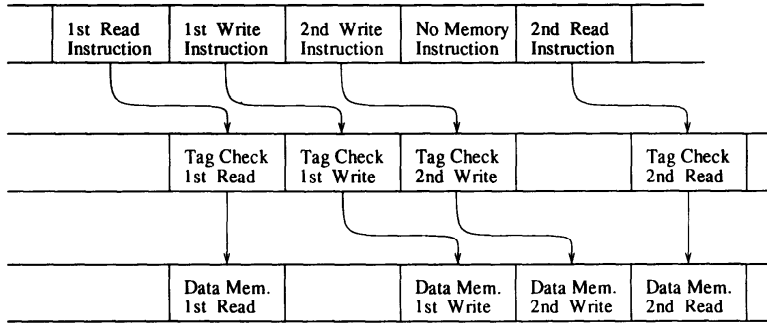 1st Read
Instruction
1st Write
Instruction
2nd Write
Instruction
No Memory
Instruction
2nd Read
Instruction
Tag Check
1st Read
Tag Check
1st Write
Tag Check
2nd Write
Tag Check
2nd Read
Data Mem.
1st Read
Data Mem.
1st Write
Data Mem.
2nd Write
Data Mem.
2nd Read